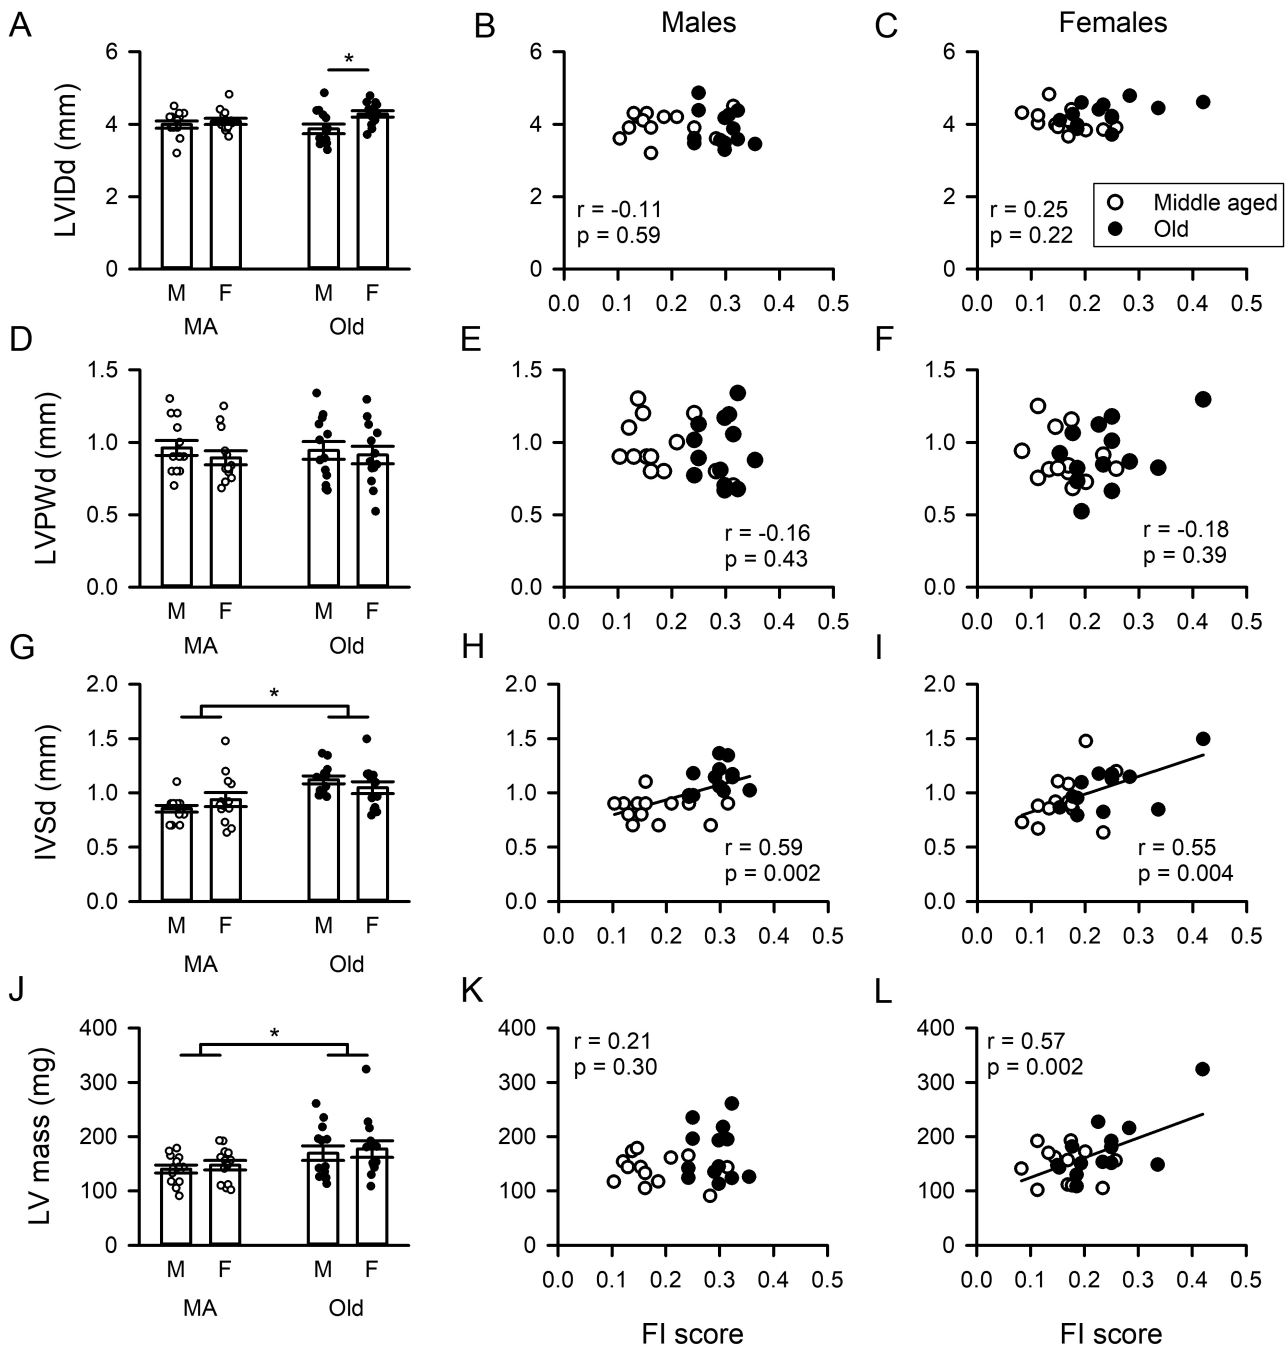 A
B
Males
C
Females
LVIDd (mm)
6
4
2
0
*
M
F
M
F
MA
Old
6
4
2
0
r = -0.11
p = 0.59
0.0 0.1 0.2 0.3 0.4 0.5
6
4
2
0
r = 0.25
p = 0.22
Middle aged
Old
0.0 0.1 0.2 0.3 0.4 0.5
D
E
F
LVPWd (mm)
1.5
1.0
0.5
0.0
M
F
M
F
MA
Old
1.5
1.0
0.5
0.0
r = -0.16
p = 0.43
0.0 0.1 0.2 0.3 0.4 0.5
1.5
1.0
0.5
0.0
r = -0.18
p = 0.39
0.0 0.1 0.2 0.3 0.4 0.5
G
H
I
IVSd (mm)
2.0
1.5
1.0
0.5
0.0
*
M
F
M
F
MA
Old
2.0
1.5
1.0
0.5
0.0
r = 0.59
p = 0.002
0.0 0.1 0.2 0.3 0.4 0.5
2.0
1.5
1.0
0.5
0.0
r = 0.55
p = 0.004
0.0 0.1 0.2 0.3 0.4 0.5
J
K
L
LV mass (mg)
400
300
200
100
0
*
M
F
M
F
MA
Old
400
300
200
100
0
r = 0.21
p = 0.30
0.0 0.1 0.2 0.3 0.4 0.5
FI score
400
300
200
100
0
r = 0.57
p = 0.002
0.0 0.1 0.2 0.3 0.4 0.5
FI score